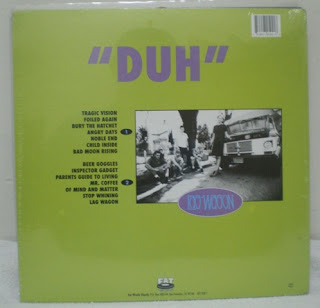 "DUH"
TRAGIC VISION
FOILED AGAIN
BURY THE HATCHET
ANGRY DAYS
NOBLE END
CHILD INSIDE
BAD MOON RISING
1
BEER GOGGLES
INSPECTOR GADGET
PARENTS GUIDE TO LIVING
MR. COFFEE
OF MIND AND MATTER
STOP WHINING
LAG WAGON
2
FAT